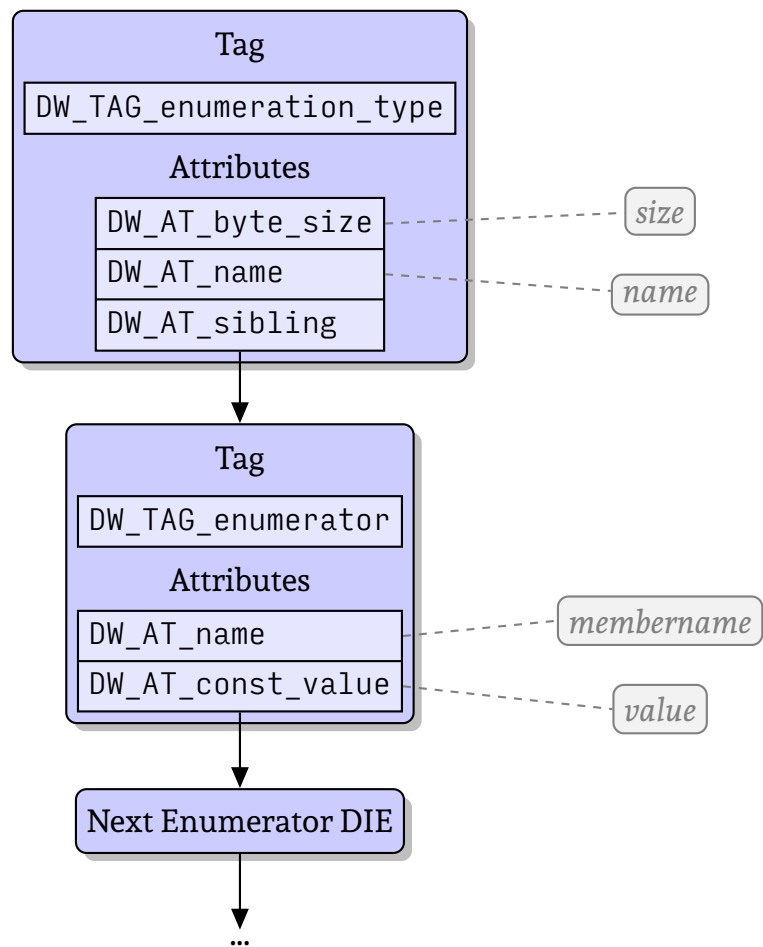 Tag
DW_TAG_enumeration_type
Attributes
DW_AT_byte_size
size
DW_AT_name
name
DW_AT_sibling
Tag
DW_TAG_enumerator
Attributes
DW_AT_name
membername
DW_AT_const_value
value
Next Enumerator DIE
...